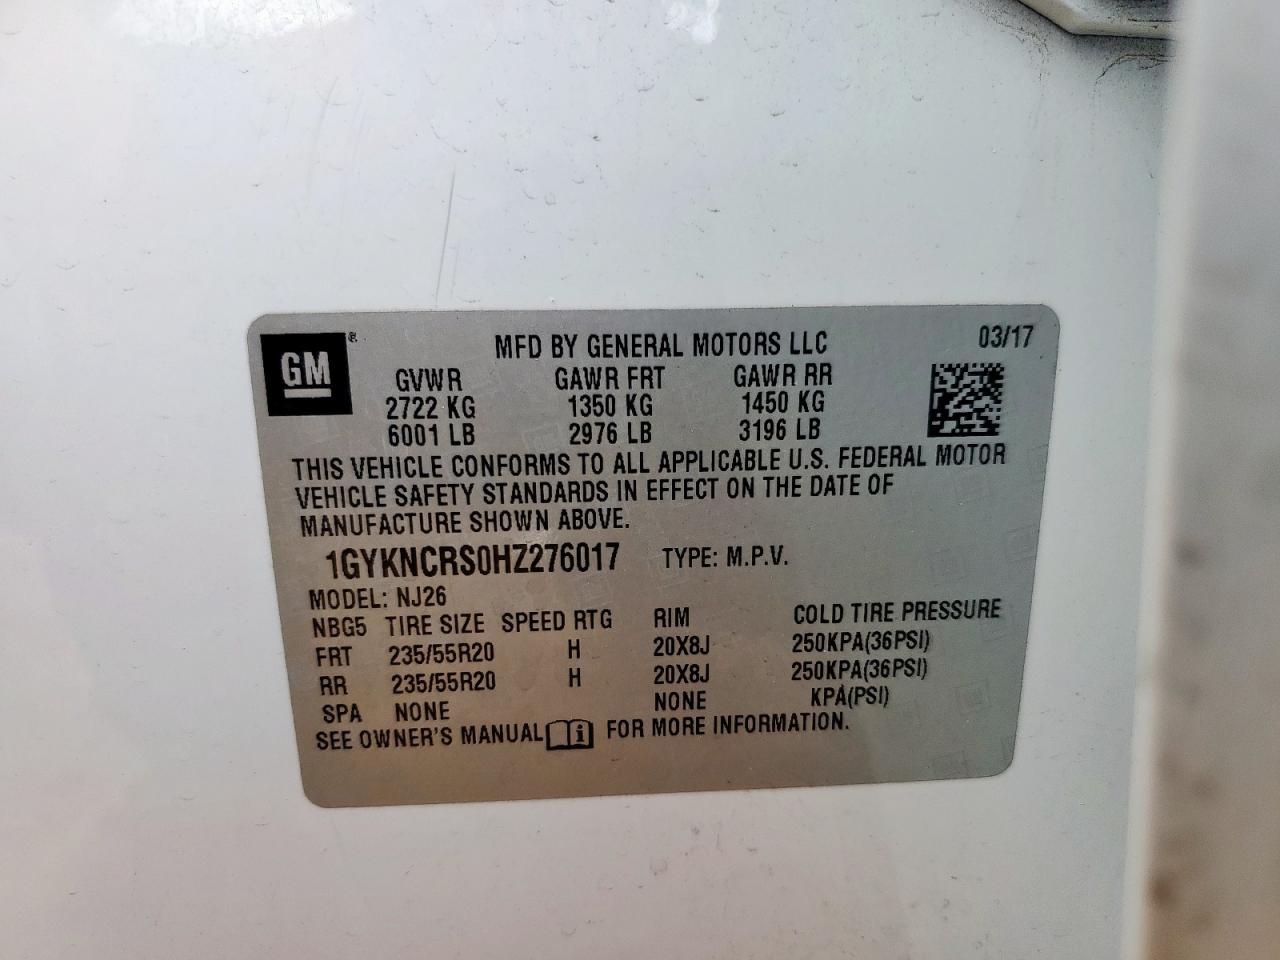 GM ® MFD BY GENERAL MOTORS LLC 03/17
GVWR GAWR FRT GAWR RR
2722 KG 1350 KG 1450 KG
6001 LB 2976 LB 3196 LB
THIS VEHICLE CONFORMS TO ALL APPLICABLE U.S. FEDERAL MOTOR
VEHICLE SAFETY STANDARDS IN EFFECT ON THE DATE OF
MANUFACTURE SHOWN ABOVE.
1GYKNCRS0HZ276017 TYPE: M.P.V.
MODEL: NJ26
NBG5 TIRE SIZE SPEED RTG RIM COLD TIRE PRESSURE
FRT 235/55R20 H 20X8J 250KPA(36PSI)
RR 235/55R20 H 20X8J 250KPA(36PSI)
SPA NONE NONE KPA(PSI)
SEE OWNER'S MANUAL i FOR MORE INFORMATION.